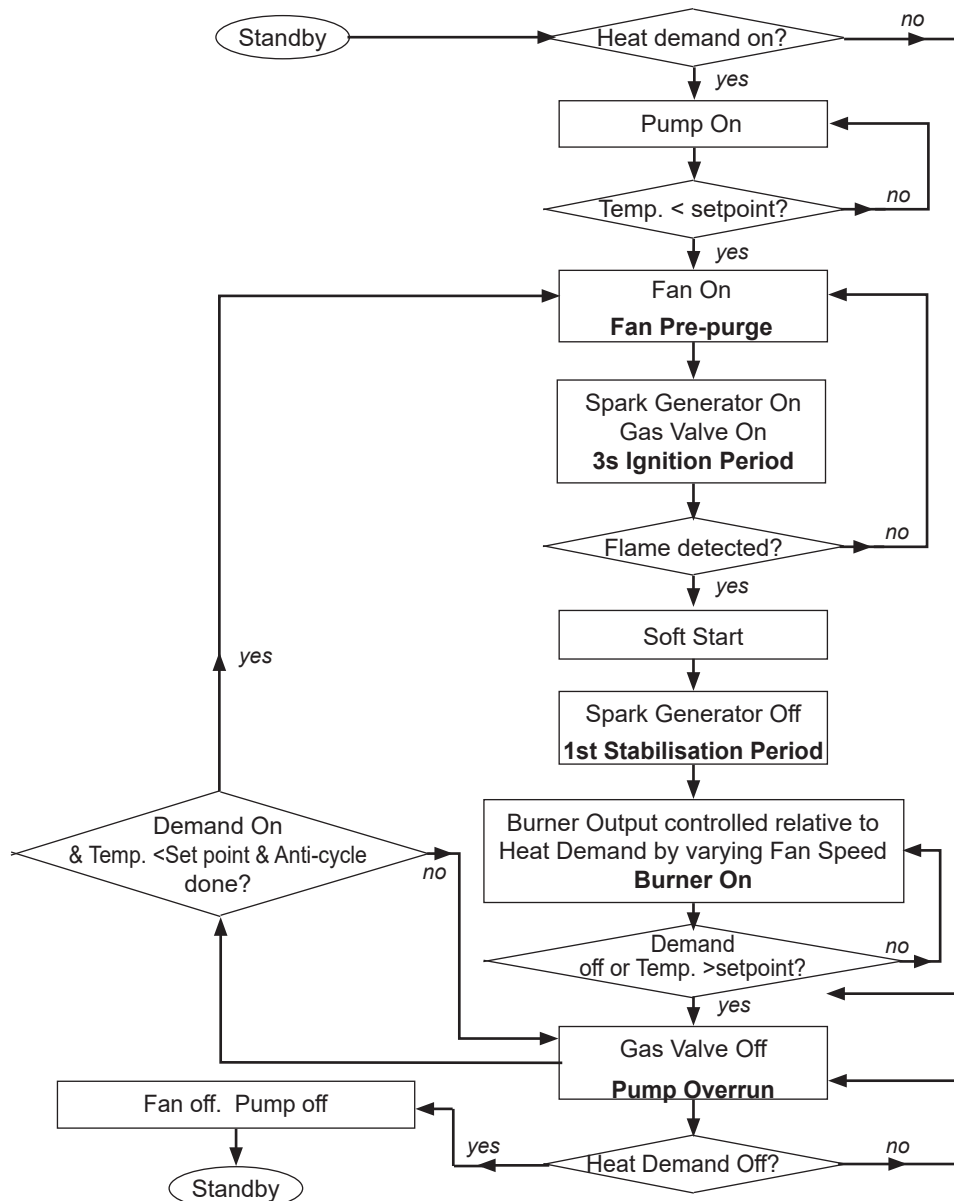 Standby
Heat demand on?
no
yes
Pump On
Temp. < setpoint?
no
yes
Fan On
Fan Pre-purge
Spark Generator On
Gas Valve On
3s Ignition Period
Flame detected?
no
yes
Soft Start
yes
Spark Generator Off
1st Stabilisation Period
Demand On
& Temp. <Set point & Anti-cycle
done?
no
Burner Output controlled relative to
Heat Demand by varying Fan Speed
Burner On
Demand
off or Temp. >setpoint?
no
yes
Gas Valve Off
Pump Overrun
Fan off. Pump off
yes
Heat Demand Off?
no
Standby